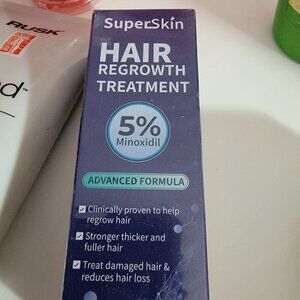 SuperSkin
HAIR
REGROWTH
TREATMENT
5%
Minoxidil
ADVANCED FORMULA
Clinically proven to help
regrow hair
Stronger thicker and
fuller hair
Treat damaged hair &
reduces hair loss
RUSK